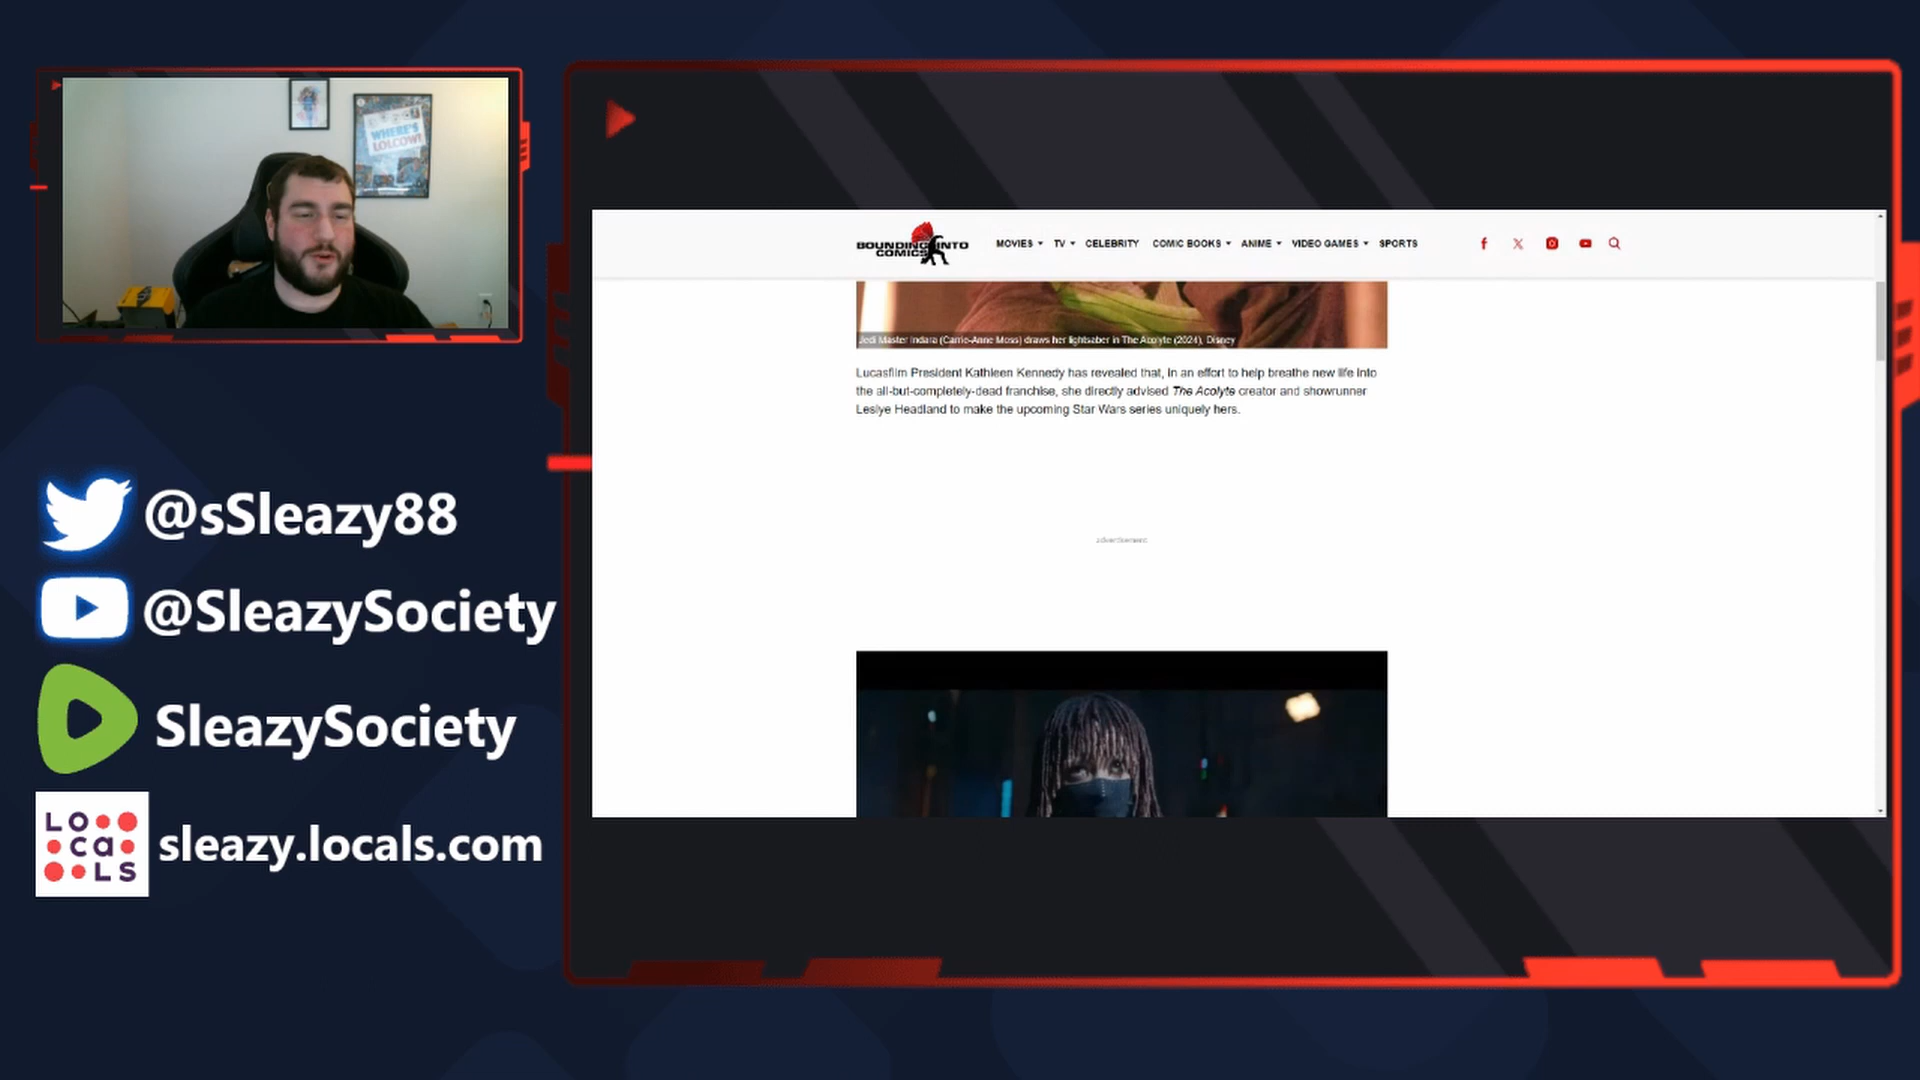 WHERE'S
LOLCOW?
@sSleazy88
@SleazySociety
SleazySociety
LOCALS
sleazy.locals.com
BOUNDING INTO
COMICS
MOVIES TV CELEBRITY COMIC BOOKS ANIME VIDEO GAMES SPORTS
Jedi Master Indara (Carrie-Anne Moss) draws her lightsaber in The Acolyte (2024), Disney
Lucasfilm President Kathleen Kennedy has revealed that, in an effort to help breathe new life into
the all-but-completely-dead franchise, she directly advised The Acolyte creator and showrunner
Leslye Headland to make the upcoming Star Wars series uniquely hers.
advertisement